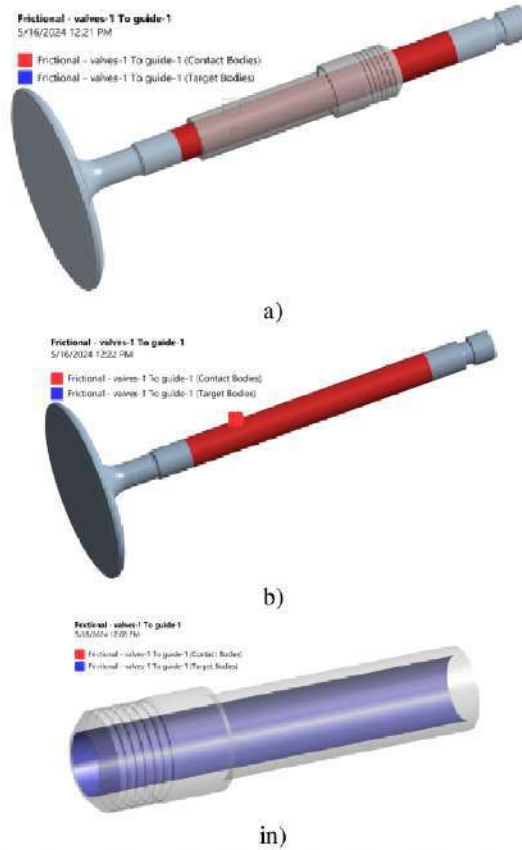 Frictional - valves-1 To guide-1
5/16/2024 12:21 PM
Frictional - valves-1 To guide-1 (Contact Bodies)
Frictional - valves-1 To guide-1 (Target Bodies)
a)
Frictional - valves-1 To guide-1
5/16/2024 12:22 PM
Frictional - valves-1 To guide-1 (Contact Bodies)
Frictional - valves-1 To guide-1 (Target Bodies)
b)
Frictional - valves-1 To guide-1
PM
Frictional - valves-1 To guide-1 (Contact Bodies)
Frictional - valves-1 To guide-1 (Target Bodies)
in)